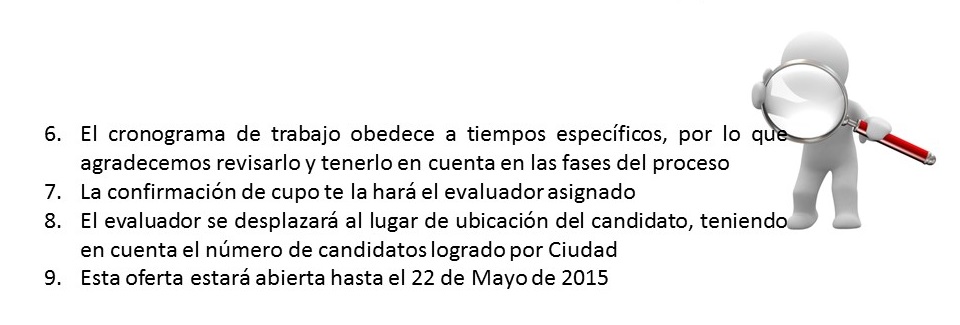 6. El cronograma de trabajo obedece a tiempos específicos, por lo que
agradecemos revisarlo y tenerlo en cuenta en las fases del proceso
7. La confirmación de cupo te la hará el evaluador asignado
8. El evaluador se desplazará al lugar de ubicación del candidato, teniendo
en cuenta el número de candidatos logrado por Ciudad
9. Esta oferta estará abierta hasta el 22 de Mayo de 2015